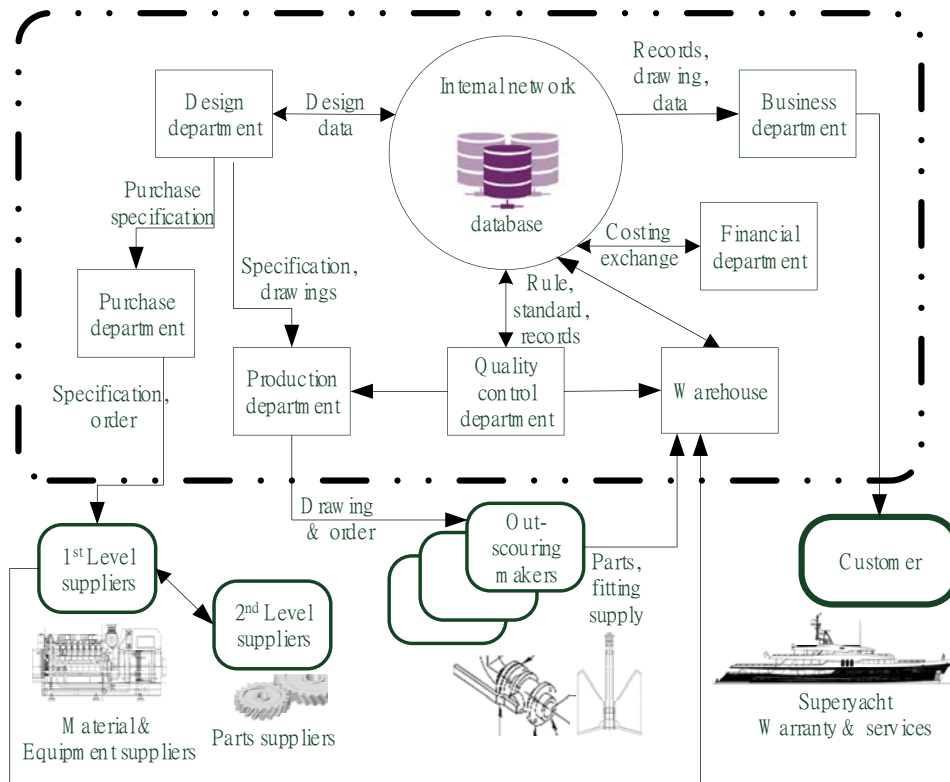 Design
department
Design
data
Internal network
database
Records,
drawing,
data
Business
department
Purchase
specification
Specification,
drawings
Costing
exchange
Financial
department
Purchase
department
Rule,
standard,
records
Specification,
order
Production
department
Quality
control
department
Warehouse
Drawing
& order
Out-
scouring
makers
Parts,
fitting
supply
1st Level
suppliers
2nd Level
suppliers
Customer
Material &
Equipment suppliers
Parts suppliers
Superyacht
Warranty & services